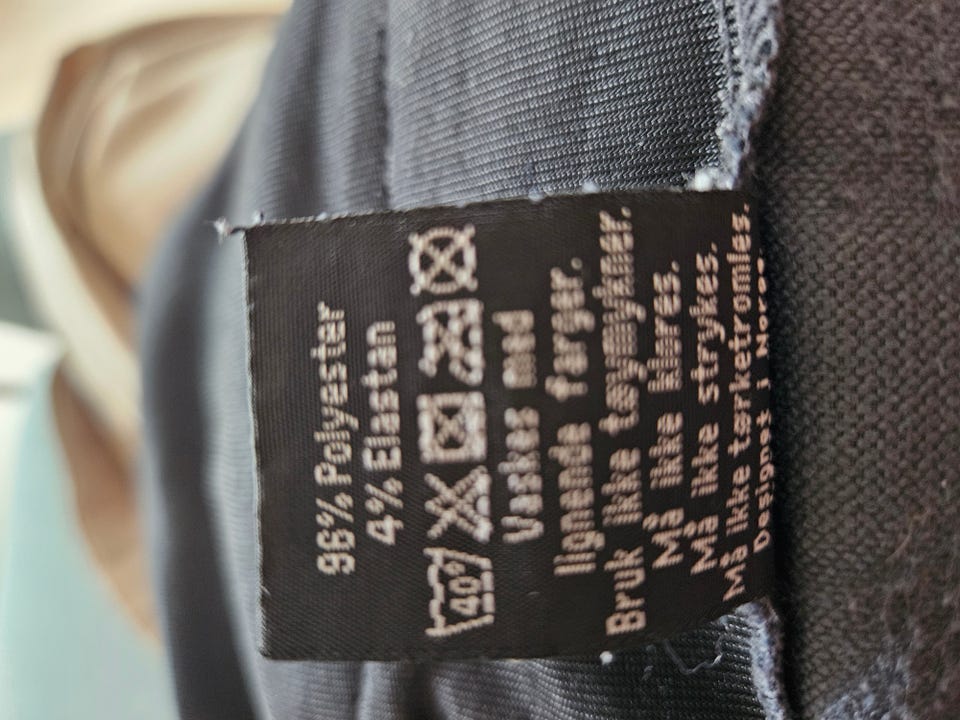 96% Polyester
4% Elastan
40°
Vaskes med
lignende farger.
Bruk ikke tøymykner.
Må ikke klores.
Må ikke strykes.
Må ikke tørketromles.
Designet i Norge